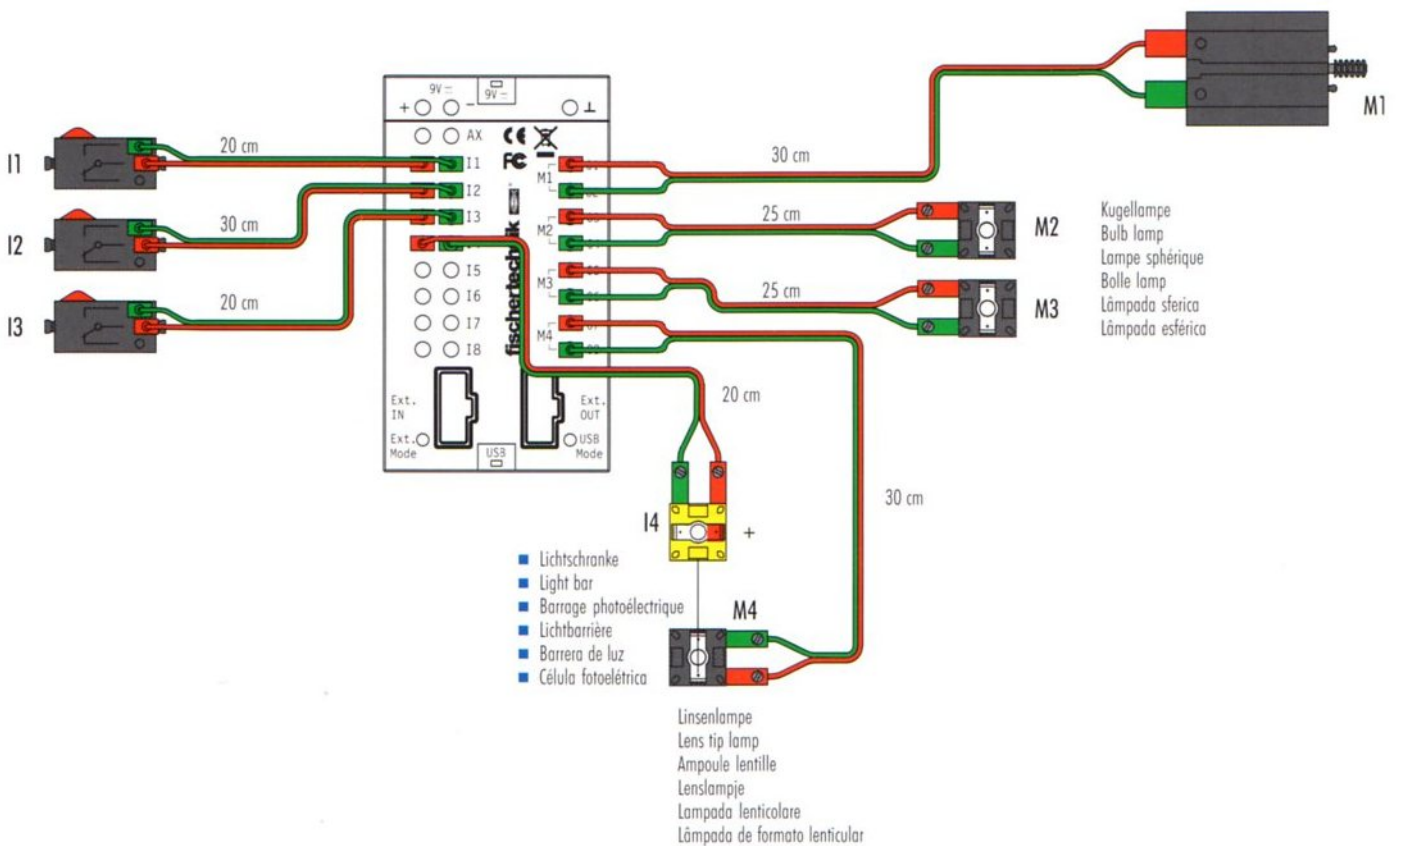 M1
9V
9V
+
-
⊥
AX
CE
FC
I1
20 cm
I1
30 cm
M1
I2
30 cm
I2
fischertechnik
25 cm
M2
M2
Kugellampe
Bulb lamp
Lampe sphérique
Bolle lamp
Lâmpada sferica
Lâmpada esférica
I3
20 cm
I3
25 cm
M3
M3
I5
I6
I7
I8
M4
Ext.
IN
Ext.
OUT
Ext.
Mode
USB
USB
Mode
20 cm
30 cm
I4
+
Lichtschranke
Light bar
Barrage photoélectrique
Lichtbarrière
Barrera de luz
Célula fotoelétrica
M4
Linsenlampe
Lens tip lamp
Ampoule lentille
Lenslampje
Lampada lenticolare
Lâmpada de formato lenticular